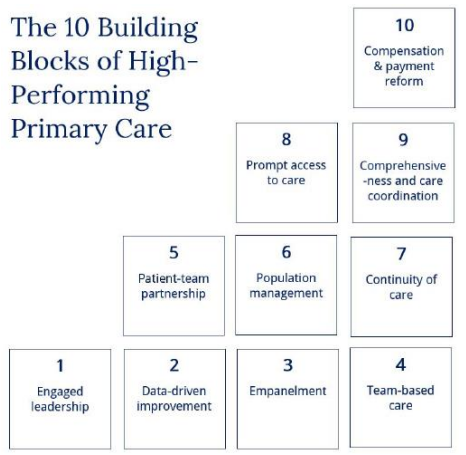 The 10 Building
Blocks of High-
Performing
Primary Care
10
Compensation
& payment
reform
8
Prompt access
to care
9
Comprehensive
-ness and care
coordination
5
Patient-team
partnership
6
Population
management
7
Continuity of
care
1
Engaged
leadership
2
Data-driven
improvement
3
Empanelment
4
Team-based
care